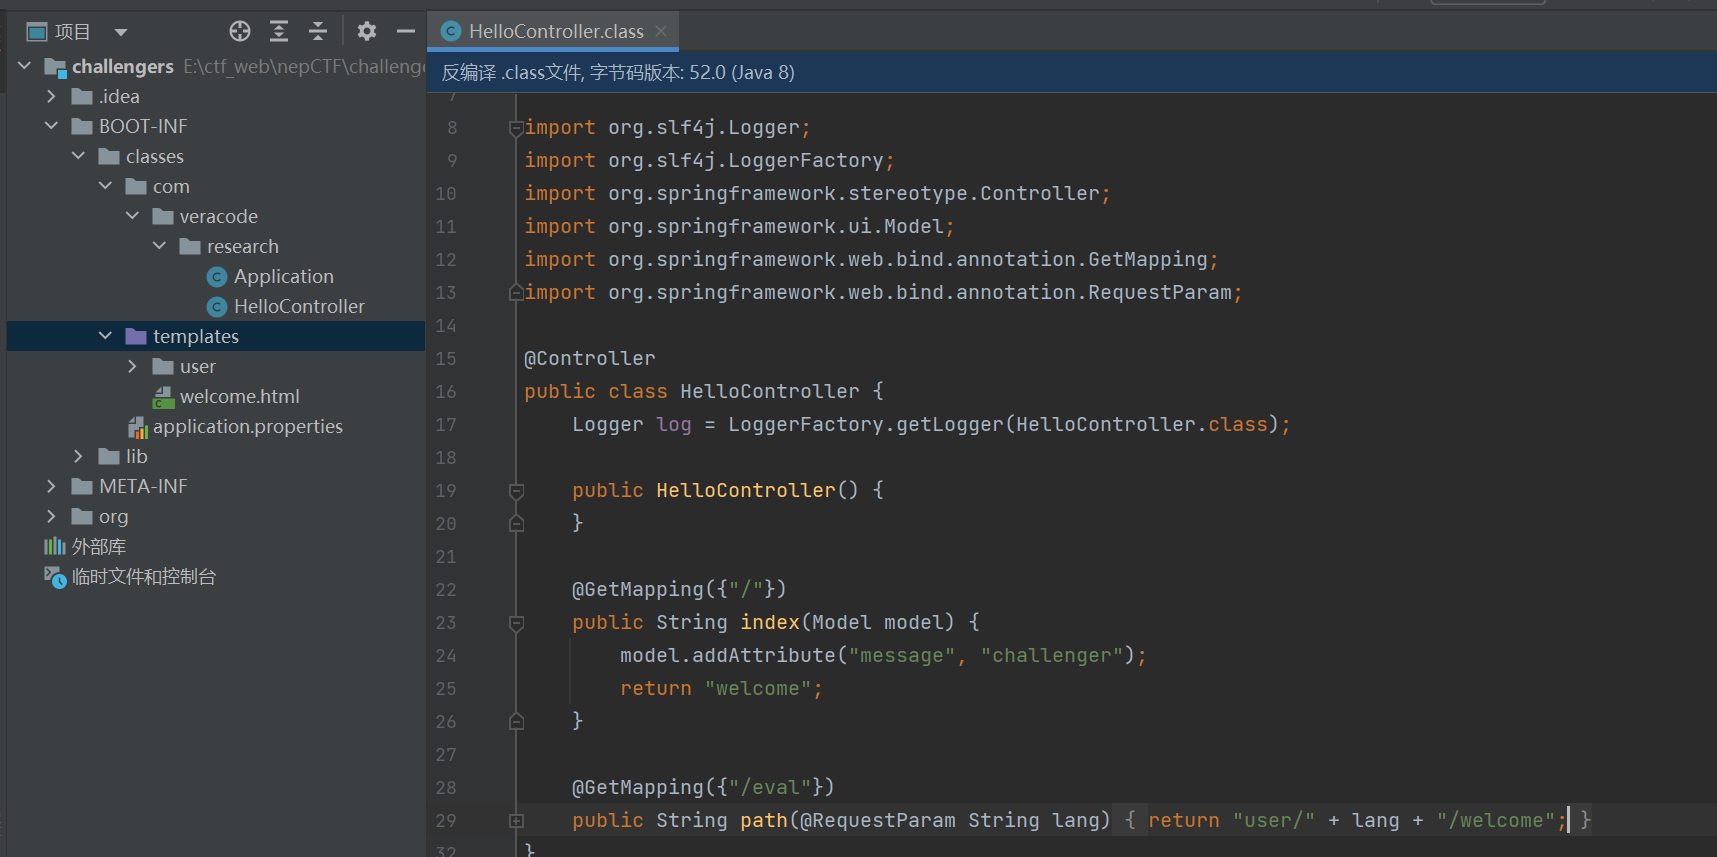 项目
challengers E:\ctf_web\nepCTF\challenge
.idea
BOOT-INF
classes
com
veracode
research
Application
HelloController
templates
user
welcome.html
application.properties
lib
META-INF
org
外部库
临时文件和控制台
HelloController.class
反编译 .class文件, 字节码版本: 52.0 (Java 8)
7
8 import org.slf4j.Logger;
9 import org.slf4j.LoggerFactory;
10 import org.springframework.stereotype.Controller;
11 import org.springframework.ui.Model;
12 import org.springframework.web.bind.annotation.GetMapping;
13 import org.springframework.web.bind.annotation.RequestParam;
14
15 @Controller
16 public class HelloController {
17 Logger log = LoggerFactory.getLogger(HelloController.class);
18
19 public HelloController() {
20 }
21
22 @GetMapping({"/"})
23 public String index(Model model) {
24 model.addAttribute("message", "challenger");
25 return "welcome";
26 }
27
28 @GetMapping({"/eval"})
29 public String path(@RequestParam String lang) { return "user/" + lang + "/welcome"; }
32 }